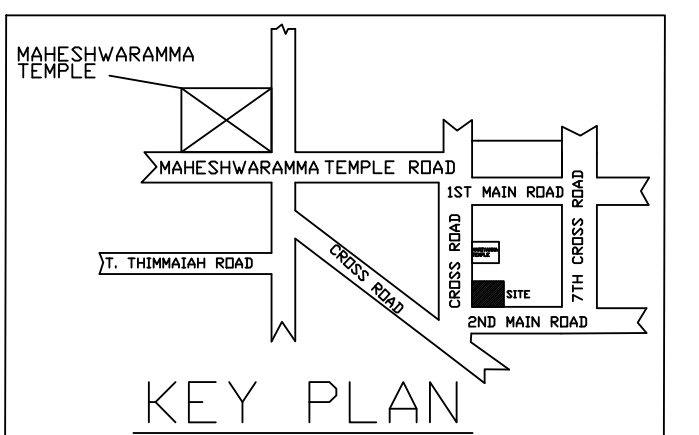 MAHESHWARAMMA
TEMPLE
MAHESHWARAMMA TEMPLE ROAD
1ST MAIN ROAD
7TH CROSS ROAD
CROSS ROAD
T. THIMMAIAH ROAD
CROSS ROAD
SITE
2ND MAIN ROAD
KEY PLAN